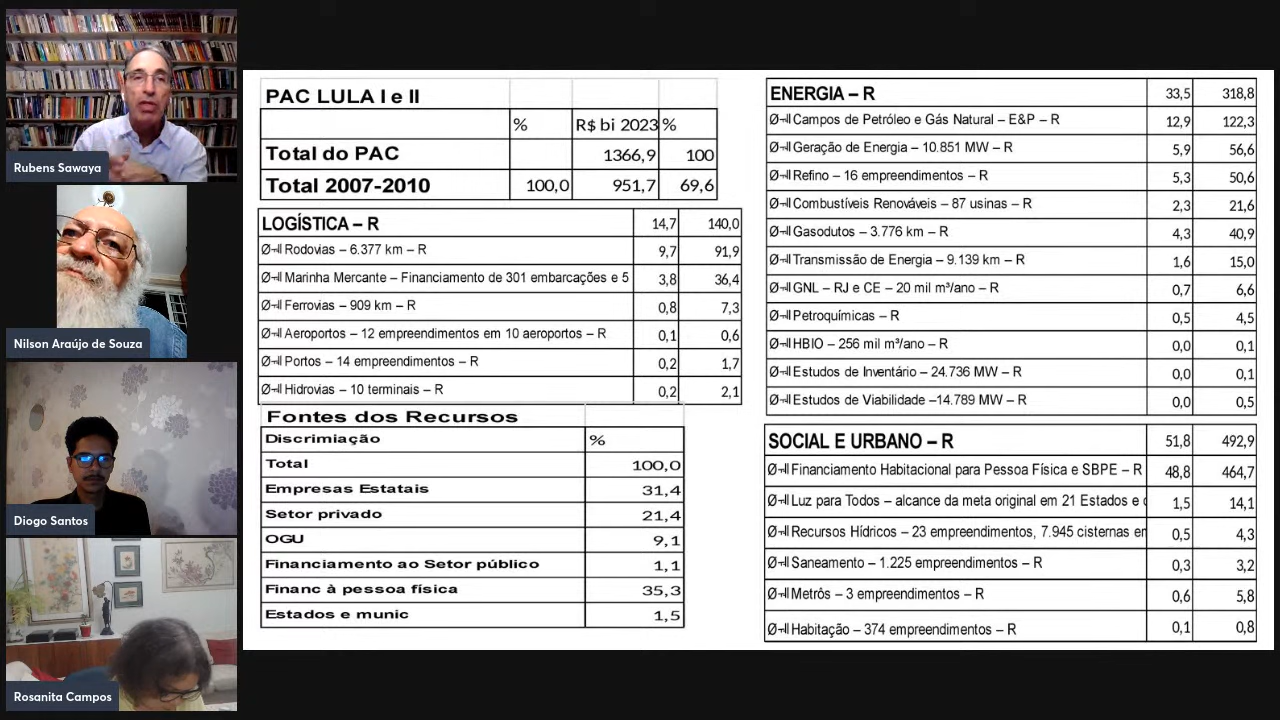 Rubens Sawaya
Nilson Araújo de Souza
Diogo Santos
Rosanita Campos
PAC LULA I e II
% R$ bi 2023 %
Total do PAC 1366,9 100
Total 2007-2010 100,0 951,7 69,6
LOGÍSTICA – R 14,7 140,0
Rodovias – 6.377 km – R 9,7 91,9
Marinha Mercante – Financiamento de 301 embarcações e 5 3,8 36,4
Ferrovias – 909 km – R 0,8 7,3
Aeroportos – 12 empreendimentos em 10 aeroportos – R 0,1 0,6
Portos – 14 empreendimentos – R 0,2 1,7
Hidrovias – 10 terminais – R 0,2 2,1
Fontes dos Recursos
Discrimiação %
Total 100,0
Empresas Estatais 31,4
Setor privado 21,4
OGU 9,1
Financiamento ao Setor público 1,1
Financ à pessoa física 35,3
Estados e munic 1,5
ENERGIA – R 33,5 318,8
Campos de Petróleo e Gás Natural – E&P – R 12,9 122,3
Geração de Energia – 10.851 MW – R 5,9 56,6
Refino – 16 empreendimentos – R 5,3 50,6
Combustíveis Renováveis – 87 usinas – R 2,3 21,6
Gasodutos – 3.776 km – R 4,3 40,9
Transmissão de Energia – 9.139 km – R 1,6 15,0
GNL – RJ e CE – 20 mil m³/ano – R 0,7 6,6
Petroquímicas – R 0,5 4,5
HBIO – 256 mil m³/ano – R 0,0 0,1
Estudos de Inventário – 24.736 MW – R 0,0 0,1
Estudos de Viabilidade –14.789 MW – R 0,0 0,5
SOCIAL E URBANO – R 51,8 492,9
Financiamento Habitacional para Pessoa Física e SBPE – R 48,8 464,7
Luz para Todos – alcance da meta original em 21 Estados e 1,5 14,1
Recursos Hídricos – 23 empreendimentos, 7.945 cisternas 0,5 4,3
Saneamento – 1.225 empreendimentos – R 0,3 3,2
Metrôs – 3 empreendimentos – R 0,6 5,8
Habitação – 374 empreendimentos – R 0,1 0,8